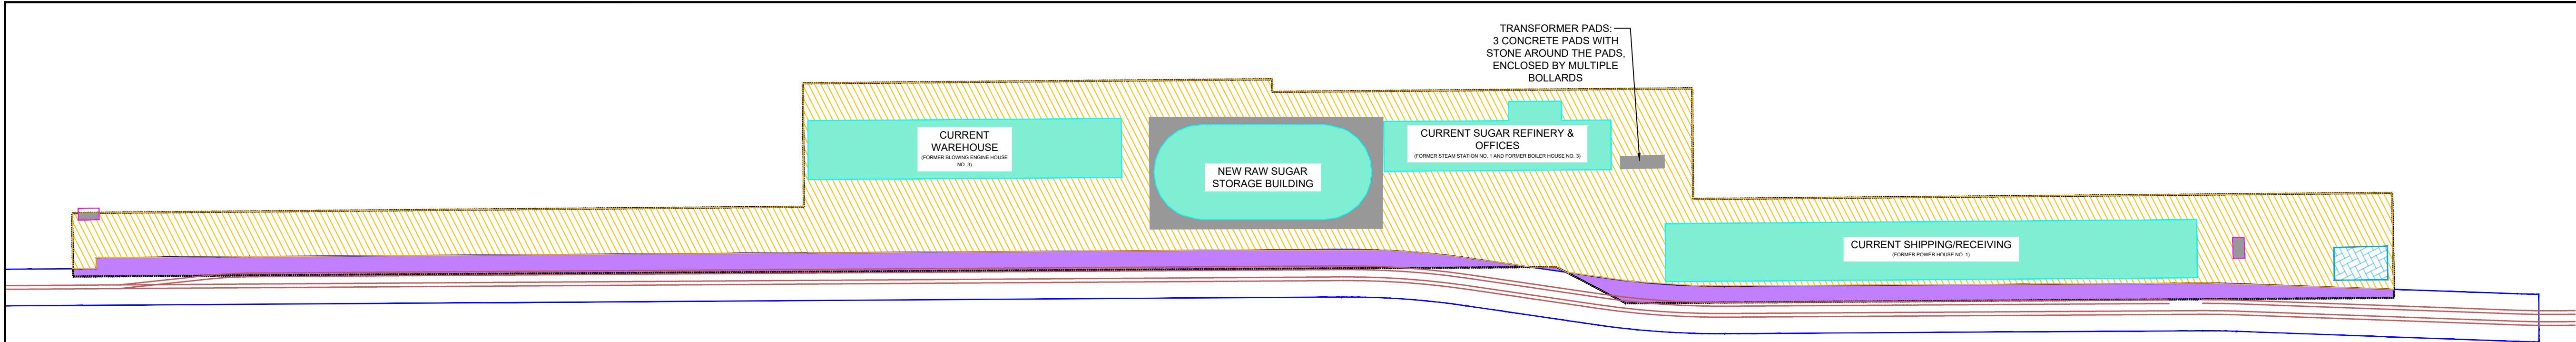 TRANSFORMER PADS:
3 CONCRETE PADS WITH
STONE AROUND THE PADS,
ENCLOSED BY MULTIPLE
BOLLARDS
CURRENT
WAREHOUSE
(FORMER BLOWING ENGINE HOUSE
NO. 3)
NEW RAW SUGAR
STORAGE BUILDING
CURRENT SUGAR REFINERY &
OFFICES
(FORMER STEAM STATION NO. 1 AND FORMER BOILER HOUSE NO. 3)
CURRENT SHIPPING/RECEIVING
(FORMER POWER HOUSE NO. 1)